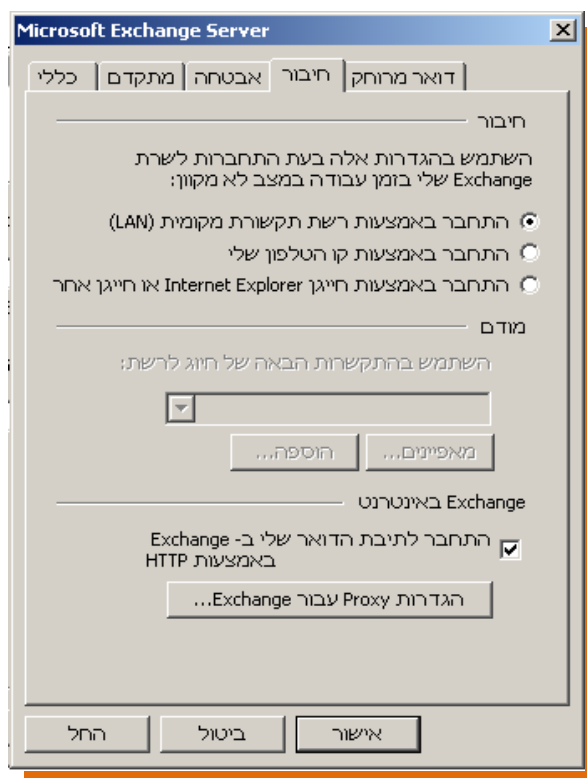 Microsoft Exchange Server
כללי
מתקדם
אבטחה
חיבור
דואר מרוחק
חיבור
השתמש בהגדרות אלה בעת התחברות לשרת
Exchange שלי בזמן עבודה במצב לא מקוון:
התחבר באמצעות רשת תקשורת מקומית (LAN)
התחבר באמצעות קו הטלפון שלי
התחבר באמצעות חייגן Internet Explorer או חייגן אחר
מודם
השתמש בהתקשרות הבאה של חיוג לרשת:
מאפיינים...
הוספה...
Exchange באינטרנט
התחבר לתיבת הדואר שלי ב- Exchange
באמצעות HTTP
הגדרות Proxy עבור Exchange...
אישור
ביטול
החל